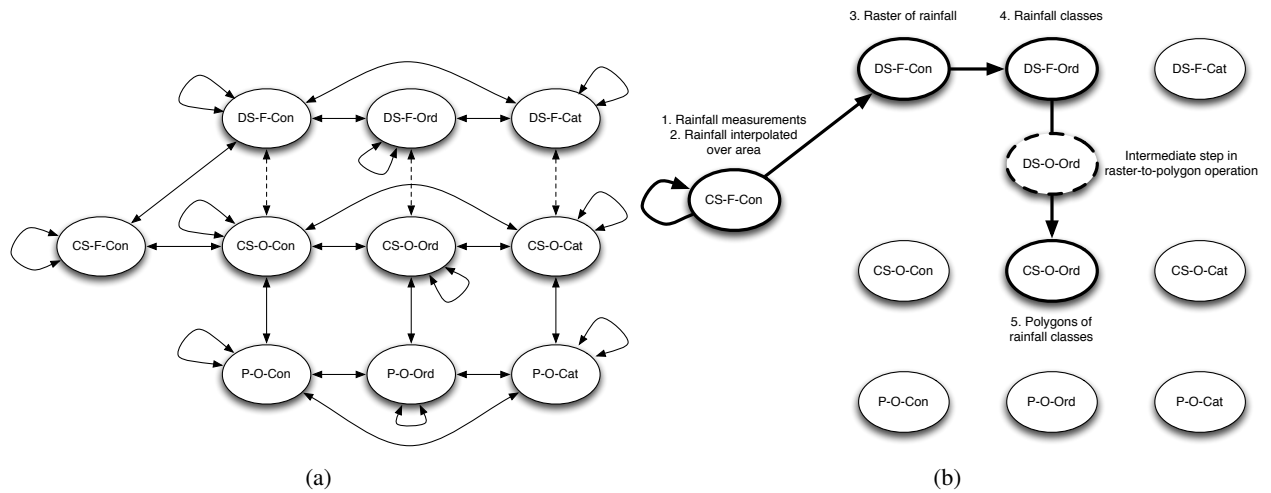 DS-F-Con
DS-F-Ord
DS-F-Cat
CS-F-Con
CS-O-Con
CS-O-Ord
CS-O-Cat
P-O-Con
P-O-Ord
P-O-Cat
(a)
3. Raster of rainfall
4. Rainfall classes
DS-F-Con
DS-F-Ord
DS-F-Cat
1. Rainfall measurements
2. Rainfall interpolated
over area
DS-O-Ord
Intermediate step in
raster-to-polygon operation
CS-F-Con
CS-O-Con
CS-O-Ord
CS-O-Cat
5. Polygons of
rainfall classes
P-O-Con
P-O-Ord
P-O-Cat
(b)